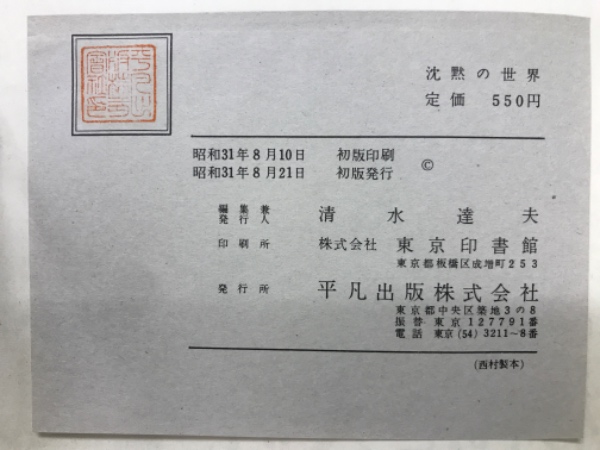 沈黙の世界
定価 550円
昭和31年8月10日 初版印刷
昭和31年8月21日 初版発行 ©
編集兼
発行人 清水達夫
印刷所 株式会社 東京印書館
東京都板橋区成増町253
発行所 平凡出版株式会社
東京都中央区築地3の8
振替 東京 127791番
電話 東京(54)3211~8番
(西村製本)